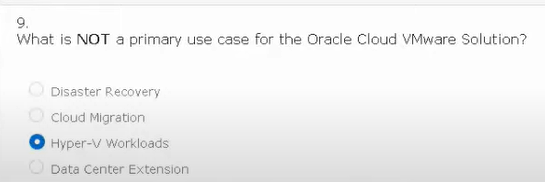 9.
What is NOT a primary use case for the Oracle Cloud VMware Solution?
Disaster Recovery
Cloud Migration
Hyper-V Workloads
Data Center Extension